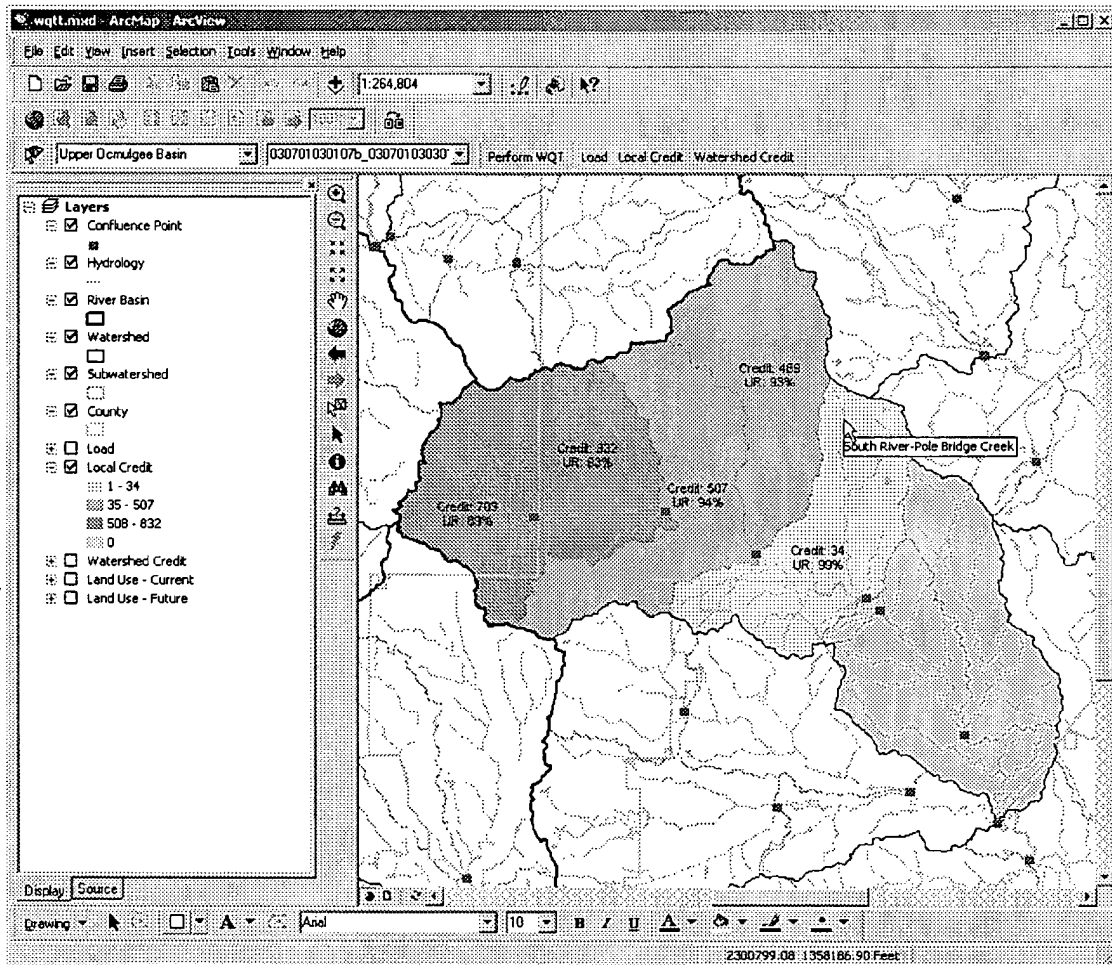 wqtt.mxd - ArcMap - ArcView
File Edit View Insert Selection Tools Window Help
1:264,804
Upper Ocmulgee Basin 030701030107b_03070103030 Perform WQT Load Local Credit Watershed Credit
Layers
Confluence Point
Hydrology
River Basin
Watershed
Subwatershed
County
Load
Local Credit
1 - 34
35 - 507
508 - 832
0
Watershed Credit
Land Use - Current
Land Use - Future
Credit: 469
UR: 93%
South River-Pole Bridge Creek
Credit: 832
UR: 83%
Credit: 507
UR: 94%
Credit: 703
UR: 83%
Credit: 34
UR: 99%
Display Source
Drawing A Arial 10 B I U A
2300799.08 1358186.90 Feet